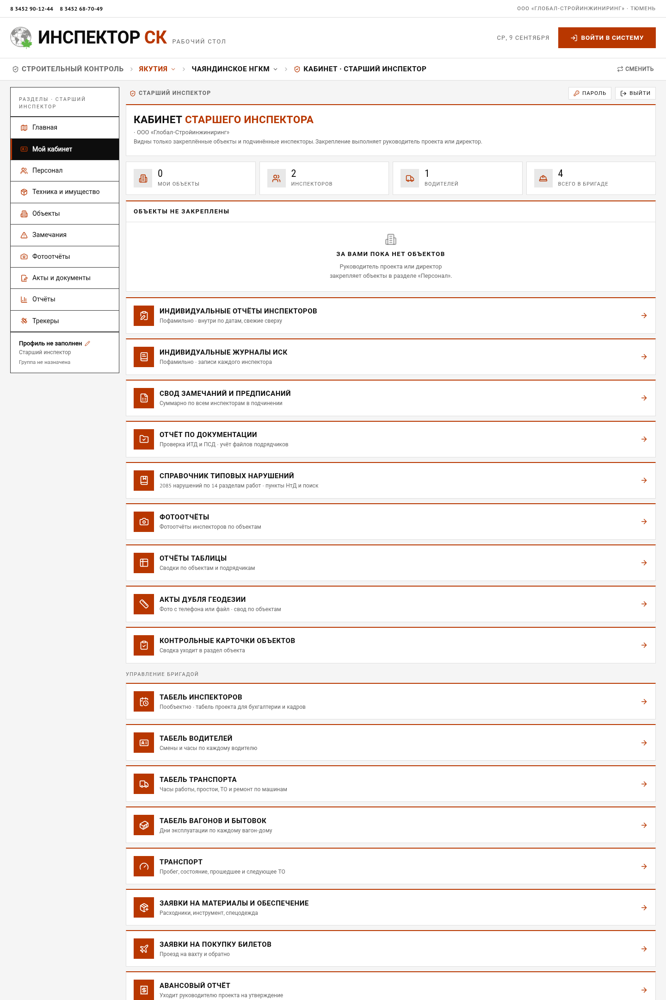 8 3452 90-12-44 8 3452 68-70-49
ООО «ГЛОБАЛ-СТРОЙИНЖИНИРИНГ» · ТЮМЕНЬ
ИНСПЕКТОР СК РАБОЧИЙ СТОЛ
СР, 9 СЕНТЯБРЯ
ВОЙТИ В СИСТЕМУ
СТРОИТЕЛЬНЫЙ КОНТРОЛЬ
ЯКУТИЯ
ЧАЯНДИНСКОЕ НГКМ
КАБИНЕТ · СТАРШИЙ ИНСПЕКТОР
СМЕНИТЬ
РАЗДЕЛЫ · СТАРШИЙ
ИНСПЕКТОР
Главная
Мой кабинет
Персонал
Техника и имущество
Объекты
Замечания
Фотоотчёты
Акты и документы
Отчёты
Трекеры
Профиль не заполнен
Старший инспектор
Группа не назначена
СТАРШИЙ ИНСПЕКТОР
ПАРОЛЬ
ВЫЙТИ
КАБИНЕТ СТАРШЕГО ИНСПЕКТОРА
· ООО «Глобал-Стройинжиниринг»
Видны только закреплённые объекты и подчинённые инспекторы. Закрепление выполняет руководитель проекта или директор.
0
МОИ ОБЪЕКТЫ
2
ИНСПЕКТОРОВ
1
ВОДИТЕЛЕЙ
4
ВСЕГО В БРИГАДЕ
ОБЪЕКТЫ НЕ ЗАКРЕПЛЕНЫ
ЗА ВАМИ ПОКА НЕТ ОБЪЕКТОВ
Руководитель проекта или директор
закрепляет объекты в разделе «Персонал».
ИНДИВИДУАЛЬНЫЕ ОТЧЁТЫ ИНСПЕКТОРОВ
Пофамильно · внутри по датам, свежие сверху
ИНДИВИДУАЛЬНЫЕ ЖУРНАЛЫ ИСК
Пофамильно · записи каждого инспектора
СВОД ЗАМЕЧАНИЙ И ПРЕДПИСАНИЙ
Суммарно по всем инспекторам в подчинении
ОТЧЁТ ПО ДОКУМЕНТАЦИИ
Проверка ИТД и ПСД · учёт файлов подрядчиков
СПРАВОЧНИК ТИПОВЫХ НАРУШЕНИЙ
2085 нарушений по 14 разделам работ · пункты НтД и поиск
ФОТООТЧЁТЫ
Фотоотчёты инспекторов по объектам
ОТЧЁТЫ ТАБЛИЦЫ
Сводки по объектам и подрядчикам
АКТЫ ДУБЛЯ ГЕОДЕЗИИ
Фото с телефона или файл · свод по объектам
КОНТРОЛЬНЫЕ КАРТОЧКИ ОБЪЕКТОВ
Сводка уходит в раздел объекта
УПРАВЛЕНИЕ БРИГАДОЙ
ТАБЕЛЬ ИНСПЕКТОРОВ
Пообъектно · табель проекта для бухгалтерии и кадров
ТАБЕЛЬ ВОДИТЕЛЕЙ
Смены и часы по каждому водителю
ТАБЕЛЬ ТРАНСПОРТА
Часы работы, простои, ТО и ремонт по машинам
ТАБЕЛЬ ВАГОНОВ И БЫТОВОК
Дни эксплуатации по каждому вагон-дому
ТРАНСПОРТ
Пробег, состояние, прошедшее и следующее ТО
ЗАЯВКИ НА МАТЕРИАЛЫ И ОБЕСПЕЧЕНИЕ
Расходники, инструмент, спецодежда
ЗАЯВКИ НА ПОКУПКУ БИЛЕТОВ
Проезд на вахту и обратно
АВАНСОВЫЙ ОТЧЁТ
Уходит руководителю проекта на утверждение